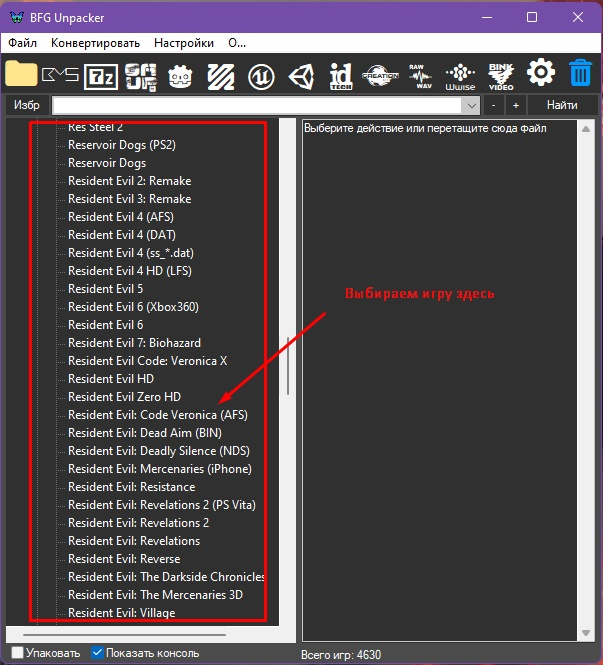 BFG Unpacker
Файл Конвертировать Настройки О...
BMS 7z id TECH CREATION RAW WAV Wwise BINK VIDEO
Избр - + Найти
Res Steel 2
Reservoir Dogs (PS2)
Reservoir Dogs
Resident Evil 2: Remake
Resident Evil 3: Remake
Resident Evil 4 (AFS)
Resident Evil 4 (DAT)
Resident Evil 4 (ss_*.dat)
Resident Evil 4 HD (LFS)
Resident Evil 5
Resident Evil 6 (Xbox360)
Resident Evil 6
Resident Evil 7: Biohazard
Resident Evil Code: Veronica X
Resident Evil HD
Resident Evil Zero HD
Resident Evil: Code Veronica (AFS)
Resident Evil: Dead Aim (BIN)
Resident Evil: Deadly Silence (NDS)
Resident Evil: Mercenaries (iPhone)
Resident Evil: Resistance
Resident Evil: Revelations 2 (PS Vita)
Resident Evil: Revelations 2
Resident Evil: Revelations
Resident Evil: Reverse
Resident Evil: The Darkside Chronicles
Resident Evil: The Mercenaries 3D
Resident Evil: Village
Выберите действие или перетащите сюда файл
Выбираем игру здесь
Упаковать Показать консоль
Всего игр: 4630